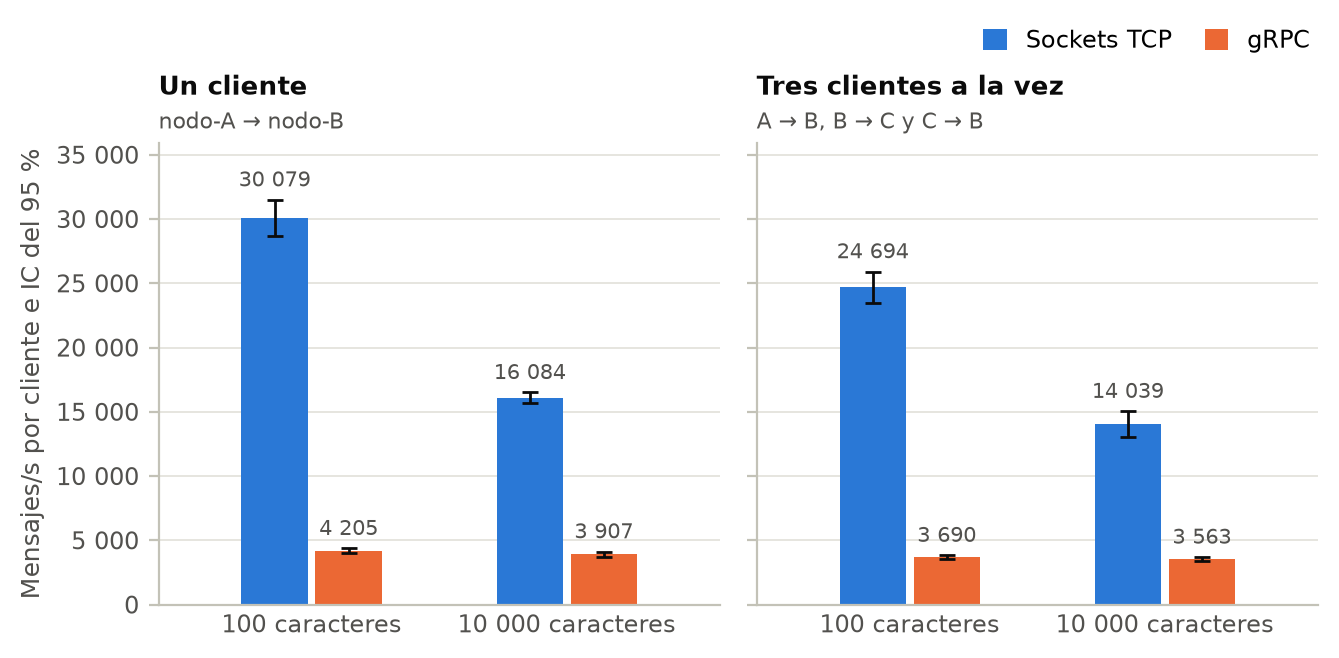 Sockets TCP gRPC
Un cliente
nodo-A → nodo-B
Tres clientes a la vez
A → B, B → C y C → B
Mensajes/s por cliente e IC del 95 %
35 000
30 000
25 000
20 000
15 000
10 000
5 000
0
30 079
4 205
16 084
3 907
100 caracteres
10 000 caracteres
24 694
3 690
14 039
3 563
100 caracteres
10 000 caracteres